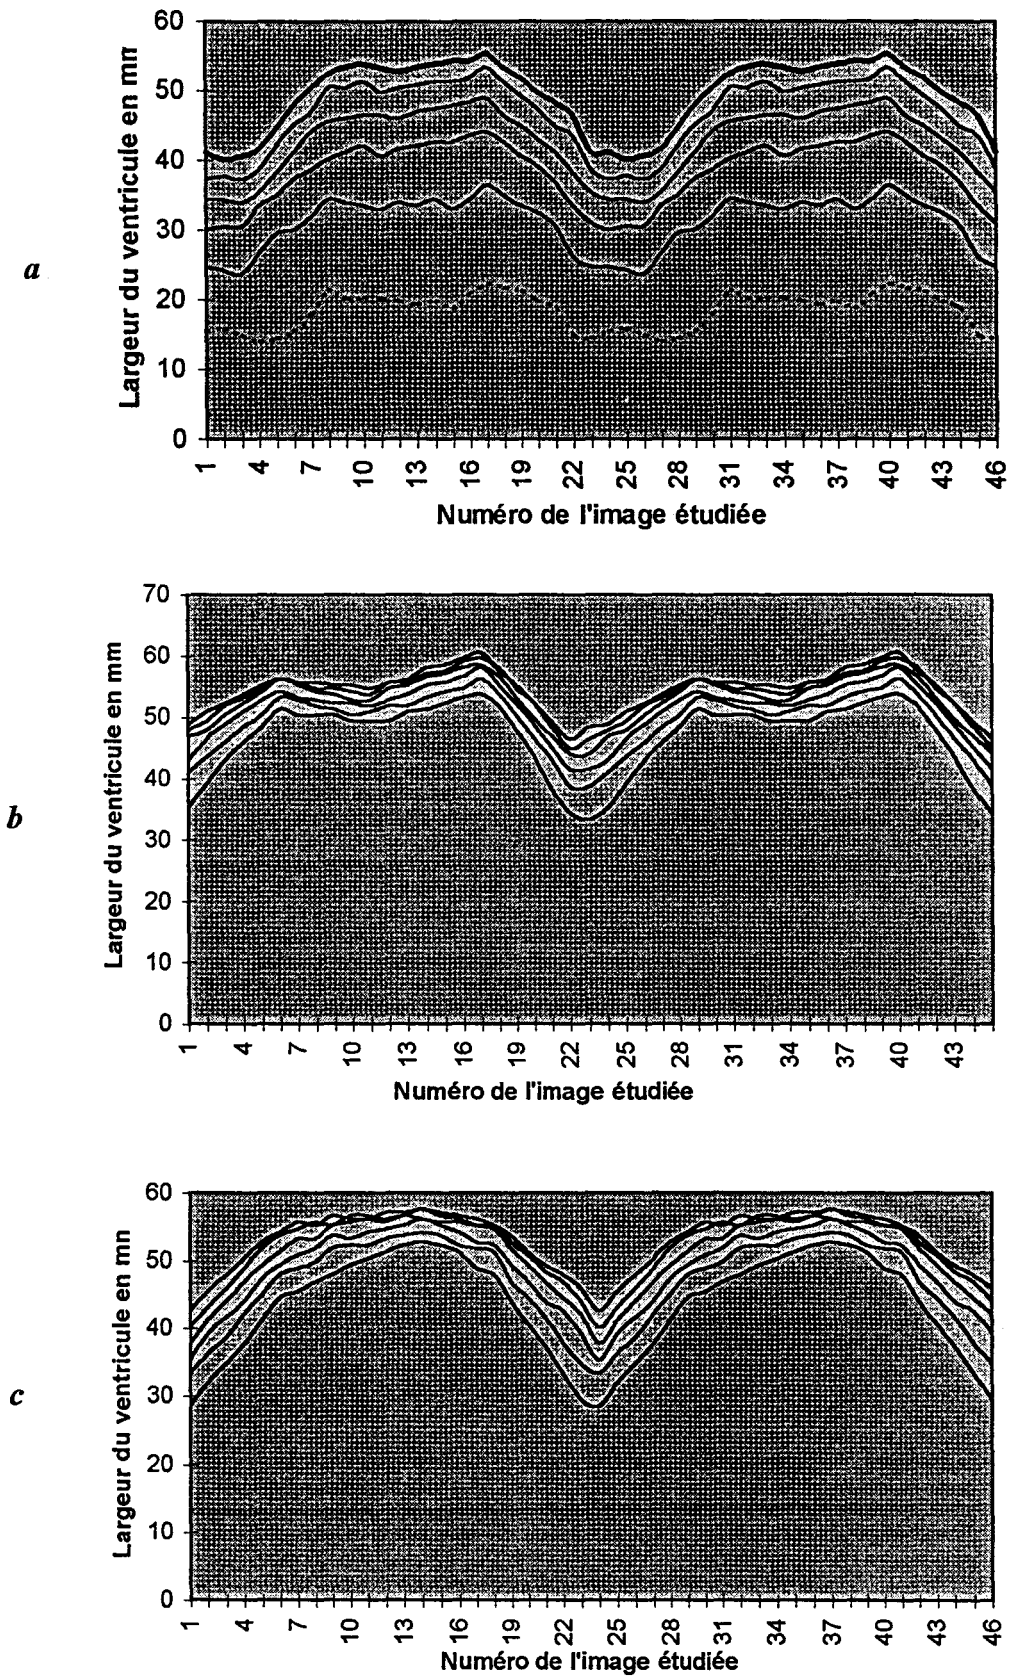 a
Largeur du ventricule en mn
60
50
40
30
20
10
0
1 4 7 10 13 16 19 22 25 28 31 34 37 40 43 46
Numéro de l'image étudiée
b
Largeur du ventricule en mm
70
60
50
40
30
20
10
0
1 4 7 10 13 16 19 22 25 28 31 34 37 40 43
Numéro de l'image étudiée
c
Largeur du ventricule en mn
60
50
40
30
20
10
0
1 4 7 10 13 16 19 22 25 28 31 34 37 40 43 46
Numéro de l'image étudiée